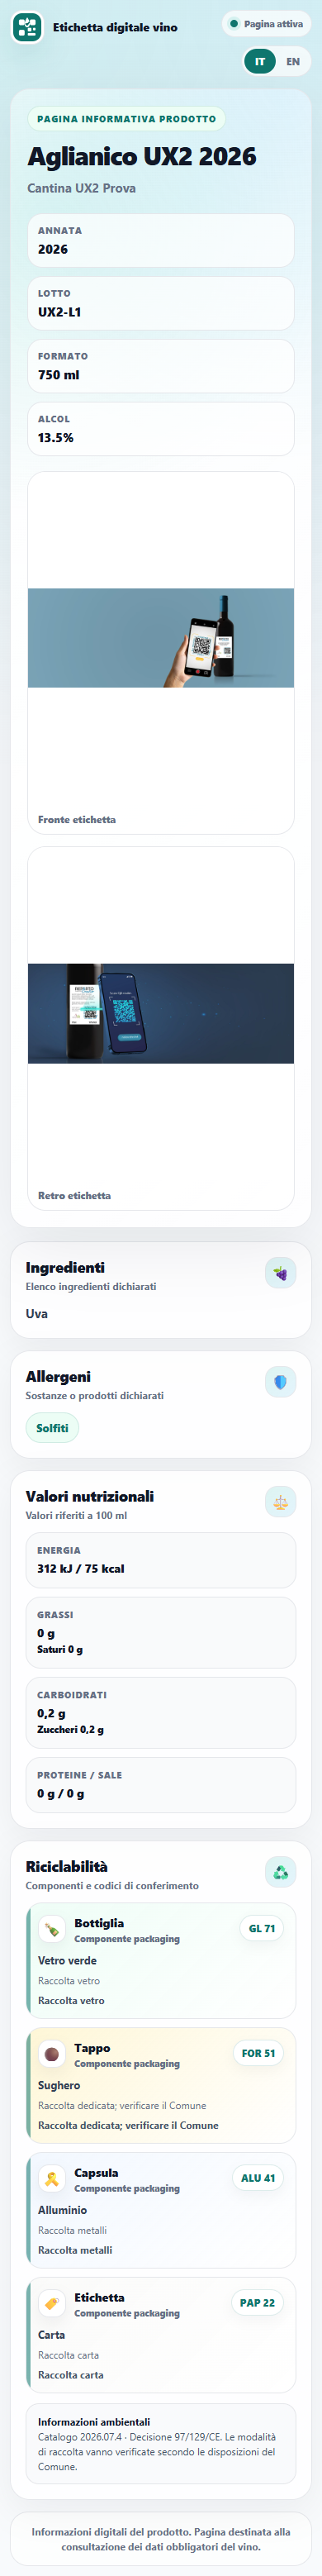 Etichetta digitale vino
Pagina attiva
IT EN
PAGINA INFORMATIVA PRODOTTO
Aglianico UX2 2026
Cantina UX2 Prova
ANNATA
2026
LOTTO
UX2-L1
FORMATO
750 ml
ALCOL
13.5%
Fronte etichetta
Retro etichetta
Ingredienti
Elenco ingredienti dichiarati
Uva
Allergeni
Sostanze o prodotti dichiarati
Solfiti
Valori nutrizionali
Valori riferiti a 100 ml
ENERGIA
312 kJ / 75 kcal
GRASSI
0 g
Saturi 0 g
CARBOIDRATI
0,2 g
Zuccheri 0,2 g
PROTEINE / SALE
0 g / 0 g
Riciclabilità
Componenti e codici di conferimento
Bottiglia
Componente packaging
GL 71
Vetro verde
Raccolta vetro
Raccolta vetro
Tappo
Componente packaging
FOR 51
Sughero
Raccolta dedicata; verificare il Comune
Raccolta dedicata; verificare il Comune
Capsula
Componente packaging
ALU 41
Alluminio
Raccolta metalli
Raccolta metalli
Etichetta
Componente packaging
PAP 22
Carta
Raccolta carta
Raccolta carta
Informazioni ambientali
Catalogo 2026.07.4 · Decisione 97/129/CE. Le modalità
di raccolta vanno verificate secondo le disposizioni del
Comune.
Informazioni digitali del prodotto. Pagina destinata alla
consultazione dei dati obbligatori del vino.